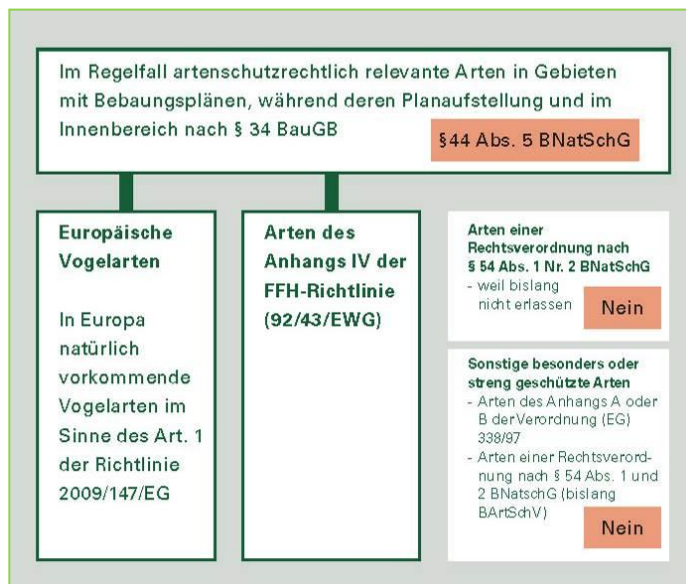 Im Regelfall artenschutzrechtlich relevante Arten in Gebieten
mit Bebaungsplänen, während deren Planaufstellung und im
Innenbereich nach § 34 BauGB
§44 Abs. 5 BNatSchG
Europäische
Vogelarten
In Europa
natürlich
vorkommende
Vogelarten im
Sinne des Art. 1
der Richtlinie
2009/147/EG
Arten des
Anhangs IV der
FFH-Richtlinie
(92/43/EWG)
Arten einer
Rechtsverordnung nach
§ 54 Abs. 1 Nr. 2 BNatSchG
- weil bislang
nicht erlassen
Nein
Sonstige besonders oder
streng geschützte Arten
- Arten des Anhangs A oder
B der Verordnung (EG)
338/97
- Arten einer Rechtsverord-
nung nach § 54 Abs. 1 und
2 BNatschG (bislang
BArtSchV)
Nein